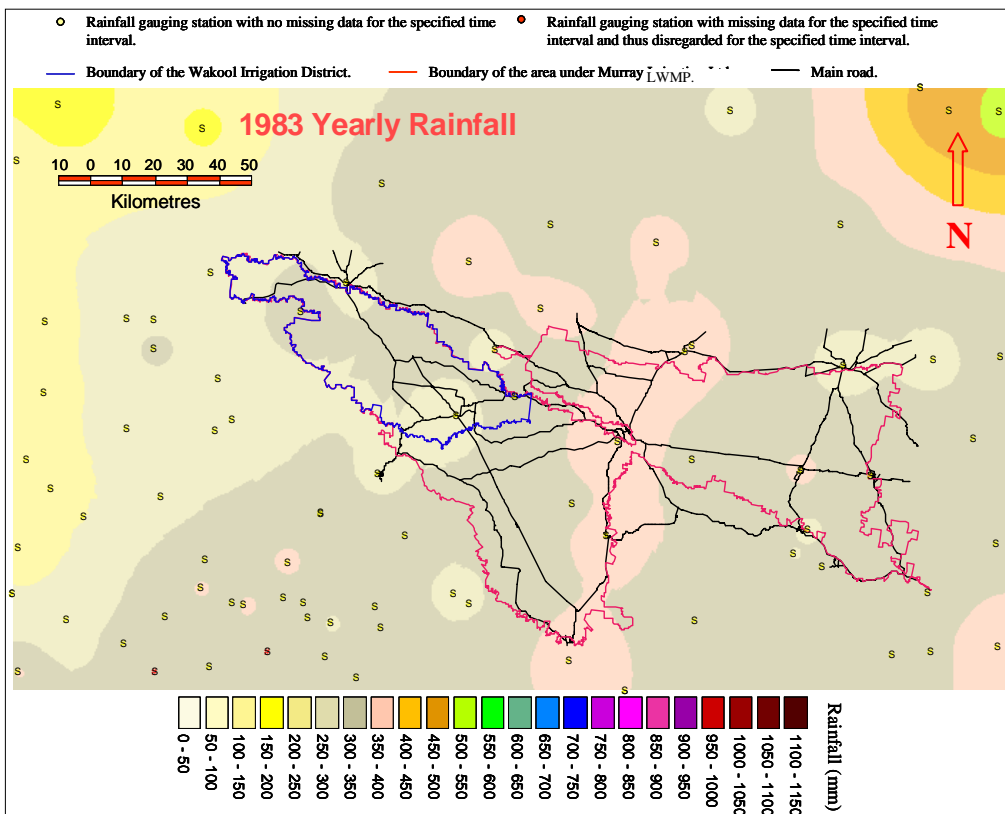 Rainfall gauging station with no missing data for the specified time
interval.
Rainfall gauging station with missing data for the specified time
interval and thus disregarded for the specified time interval.
Boundary of the Wakool Irrigation District.
Boundary of the area under Murray
LWMP.
Main road.
1983 Yearly Rainfall
10 0 10 20 30 40 50
Kilometres
N
Rainfall (mm)
0 - 50
50 - 100
100 - 150
150 - 200
200 - 250
250 - 300
300 - 350
350 - 400
400 - 450
450 - 500
500 - 550
550 - 600
600 - 650
650 - 700
700 - 750
750 - 800
800 - 850
850 - 900
900 - 950
950 - 1000
1000 - 1050
1050 - 1100
1100 - 1150